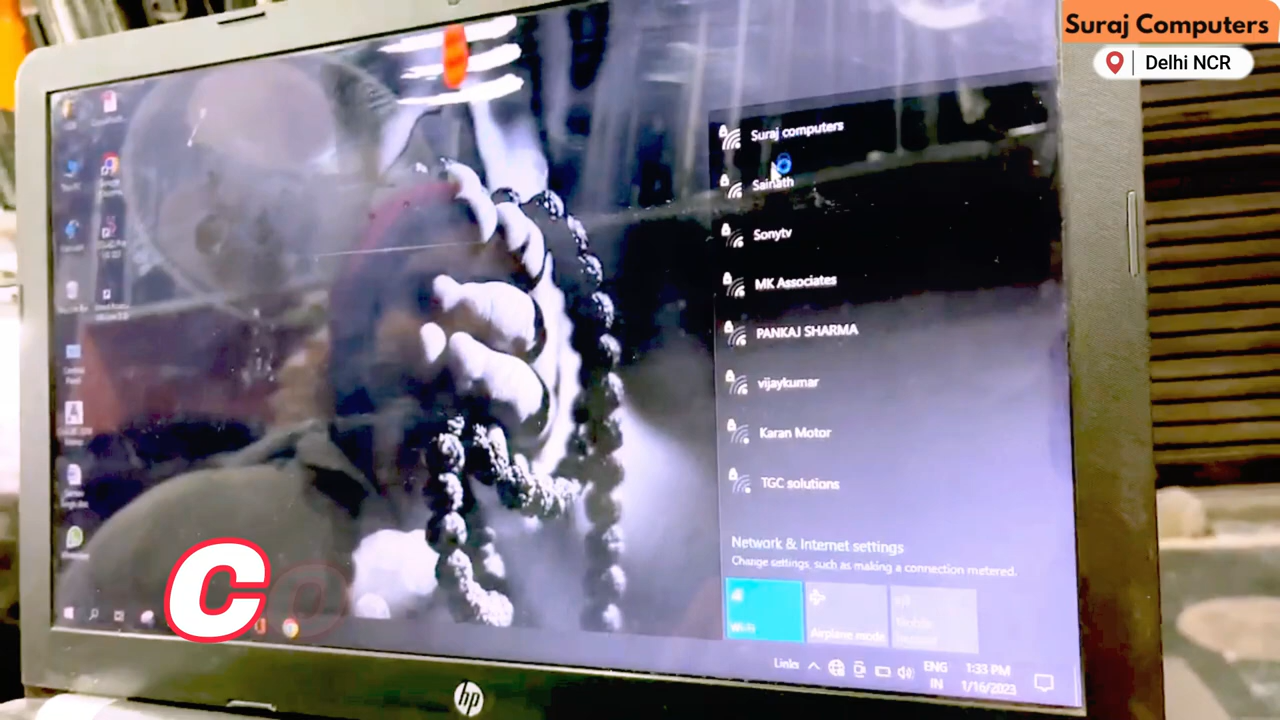 Suraj Computers
Delhi NCR
Suraj computers
Sainath
Sonytv
MK Associates
PANKAJ SHARMA
vijaykumar
Karan Motor
TGC solutions
Network & Internet settings
Change settings, such as making a connection metered.
Wi-Fi
Airplane mode
Mobile
Links
ENG
IN
1:33 PM
1/16/2023
C
hp